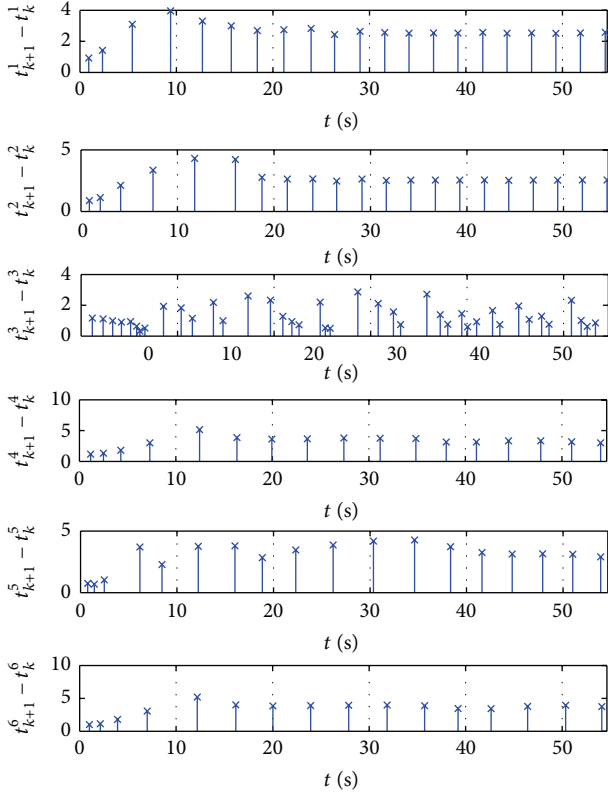 4
2
0
t^1_{k+1} − t^1_k
0 10 20 30 40 50
t (s)
5
0
t^2_{k+1} − t^2_k
0 10 20 30 40 50
t (s)
4
2
0
t^3_{k+1} − t^3_k
0 10 20 30 40 50
t (s)
10
5
0
t^4_{k+1} − t^4_k
0 10 20 30 40 50
t (s)
5
0
t^5_{k+1} − t^5_k
0 10 20 30 40 50
t (s)
10
5
0
t^6_{k+1} − t^6_k
0 10 20 30 40 50
t (s)